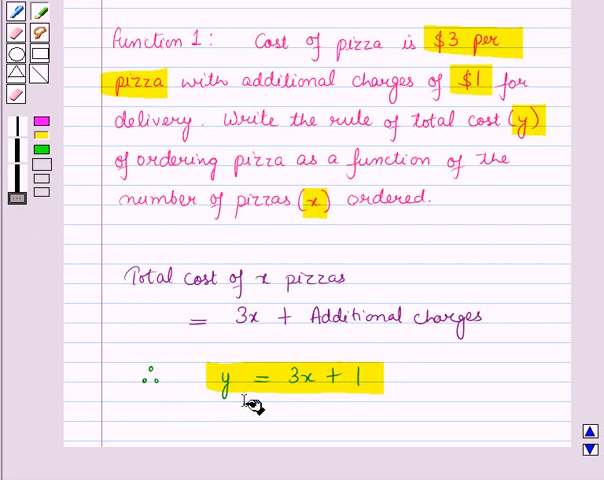 Function 1: Cost of pizza is $3 per
pizza with additional charges of $1 for
delivery. Write the rule of total cost (y)
of ordering pizza as a function of the
number of pizzas (x) ordered.
Total cost of x pizzas
= 3x + Additional charges
∴ y = 3x + 1